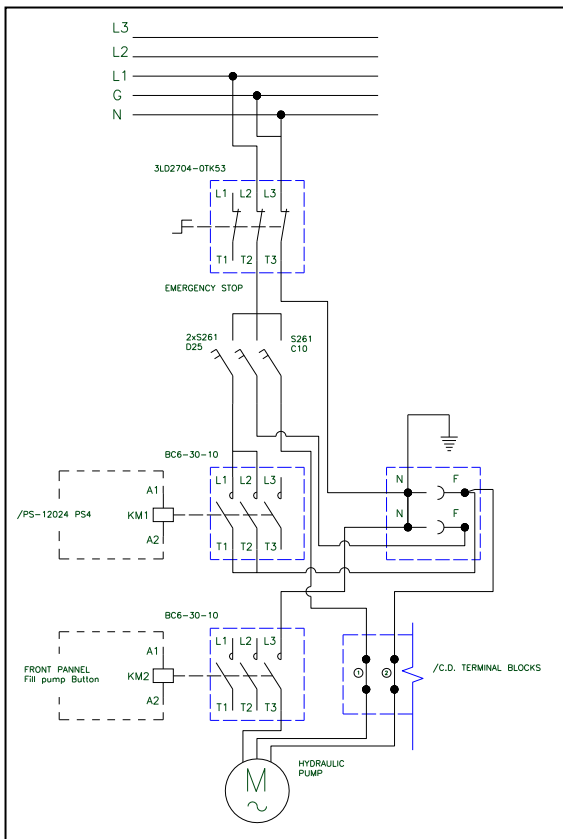 L3
L2
L1
G
N
3LD2704-0TK53
L1 L2 L3
T1 T2 T3
EMERGENCY STOP
2xS261
D25
S261
C10
BC6-30-10
L1 L2 L3
T1 T2 T3
A1
/PS-12024 PS4
KM1
A2
N F
N F
BC6-30-10
L1 L2 L3
T1 T2 T3
A1
FRONT PANNEL
Fill pump Button
KM2
A2
1 2
/C.D. TERMINAL BLOCKS
HYDRAULIC
PUMP
M
~